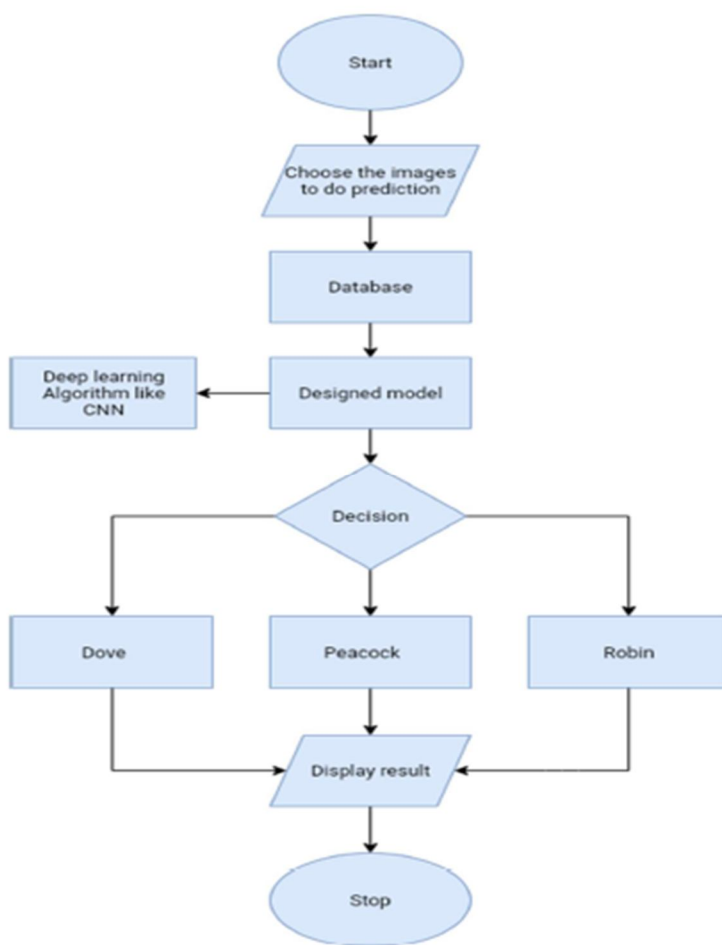 Start
Choose the images
to do prediction
Database
Deep learning
Algorithm like
CNN
Designed model
Decision
Dove
Peacock
Robin
Display result
Stop